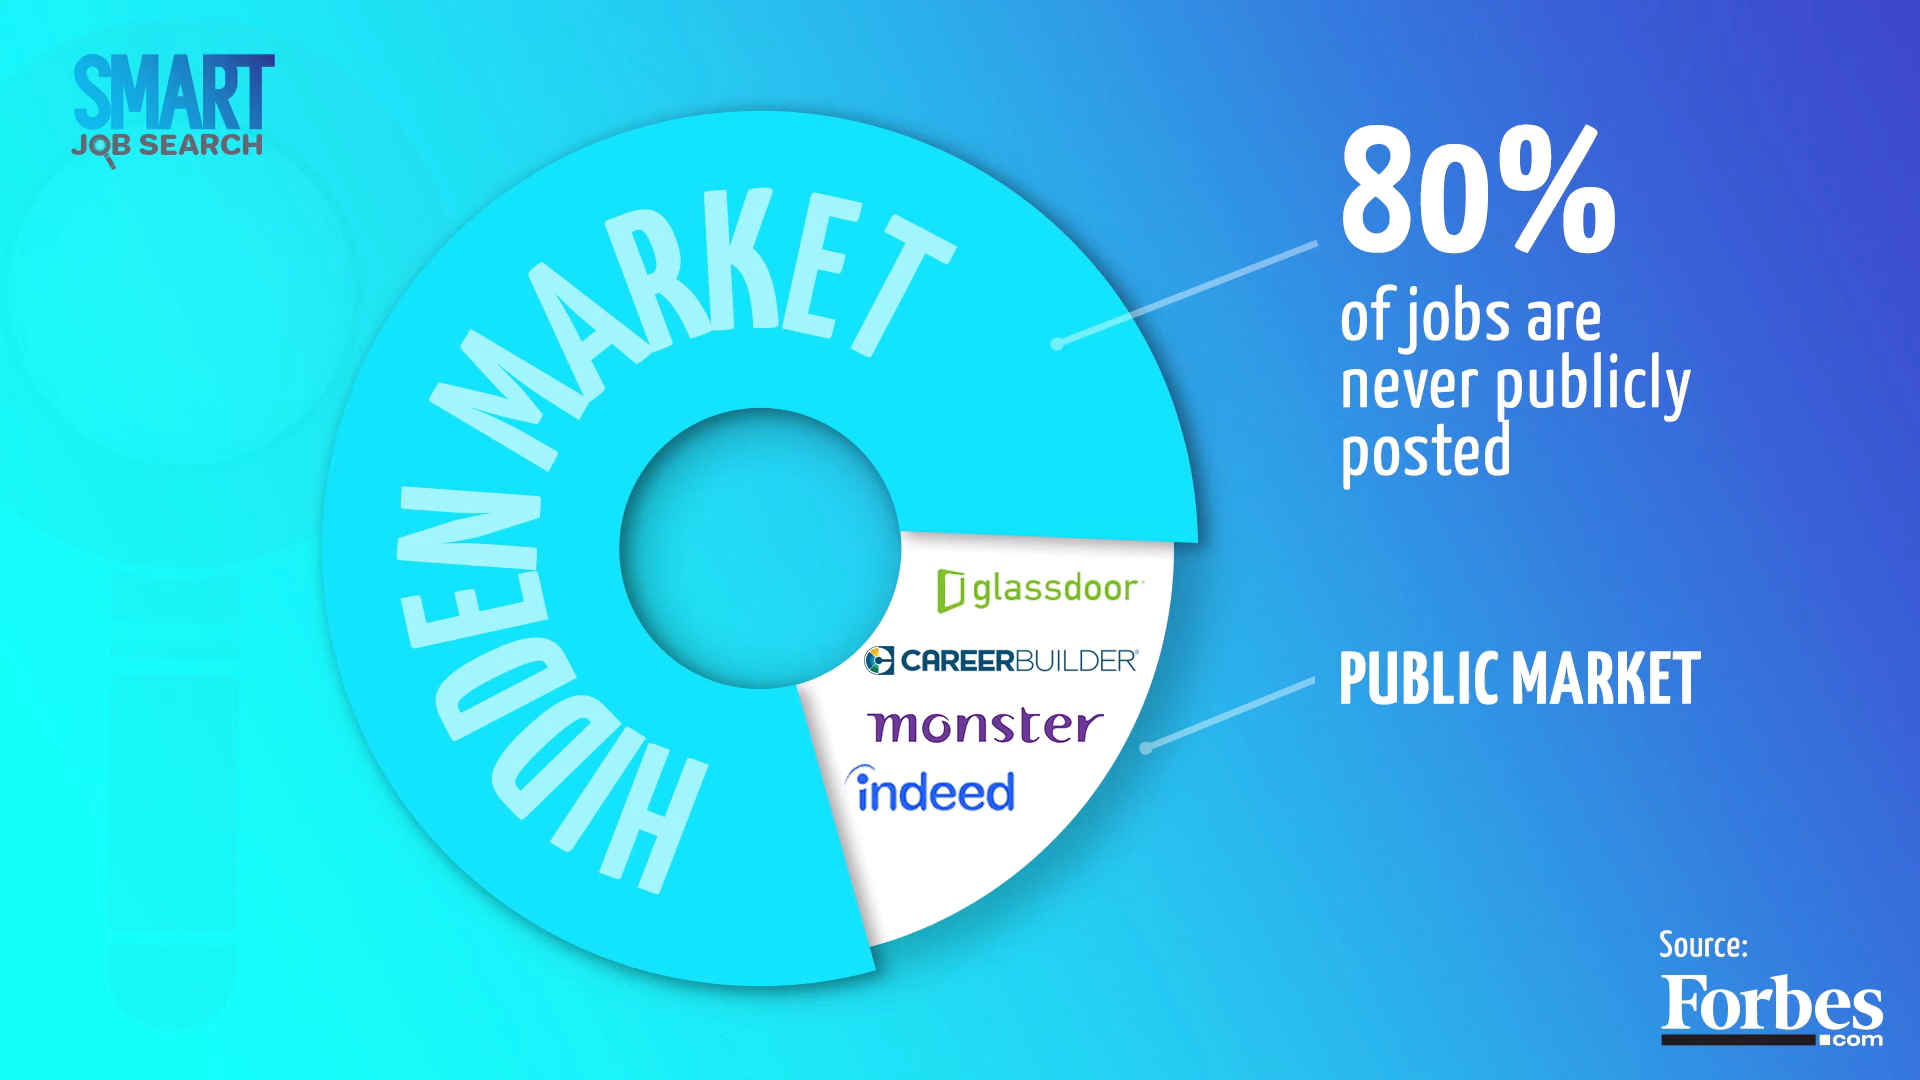 SMART
JOB SEARCH
HIDDEN MARKET
80%
of jobs are
never publicly
posted
glassdoor
CAREERBUILDER®
monster
indeed
PUBLIC MARKET
Source:
Forbes
.com